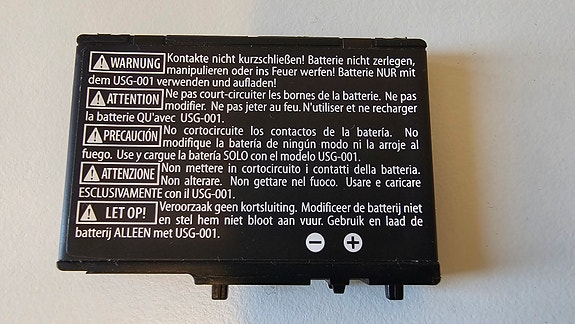 ⚠ WARNUNG Kontakte nicht kurzschließen! Batterie nicht zerlegen,
manipulieren oder ins Feuer werfen! Batterie NUR mit
dem USG-001 verwenden und aufladen!
⚠ ATTENTION Ne pas court-circuiter les bornes de la batterie. Ne pas
modifier. Ne pas jeter au feu. N'utiliser et ne recharger
la batterie QU'avec USG-001.
⚠ PRECAUCIÓN No cortocircuite los contactos de la batería. No
modifique la batería de ningún modo ni la arroje al
fuego. Use y cargue la batería SOLO con el modelo USG-001.
⚠ ATTENZIONE Non mettere in cortocircuito i contatti della batteria.
Non alterare. Non gettare nel fuoco. Usare e caricare
ESCLUSIVAMENTE con il USG-001.
⚠ LET OP! Veroorzaak geen kortsluiting. Modificeer de batterij niet
en stel hem niet bloot aan vuur. Gebruik en laad de
batterij ALLEEN met USG-001.
− +